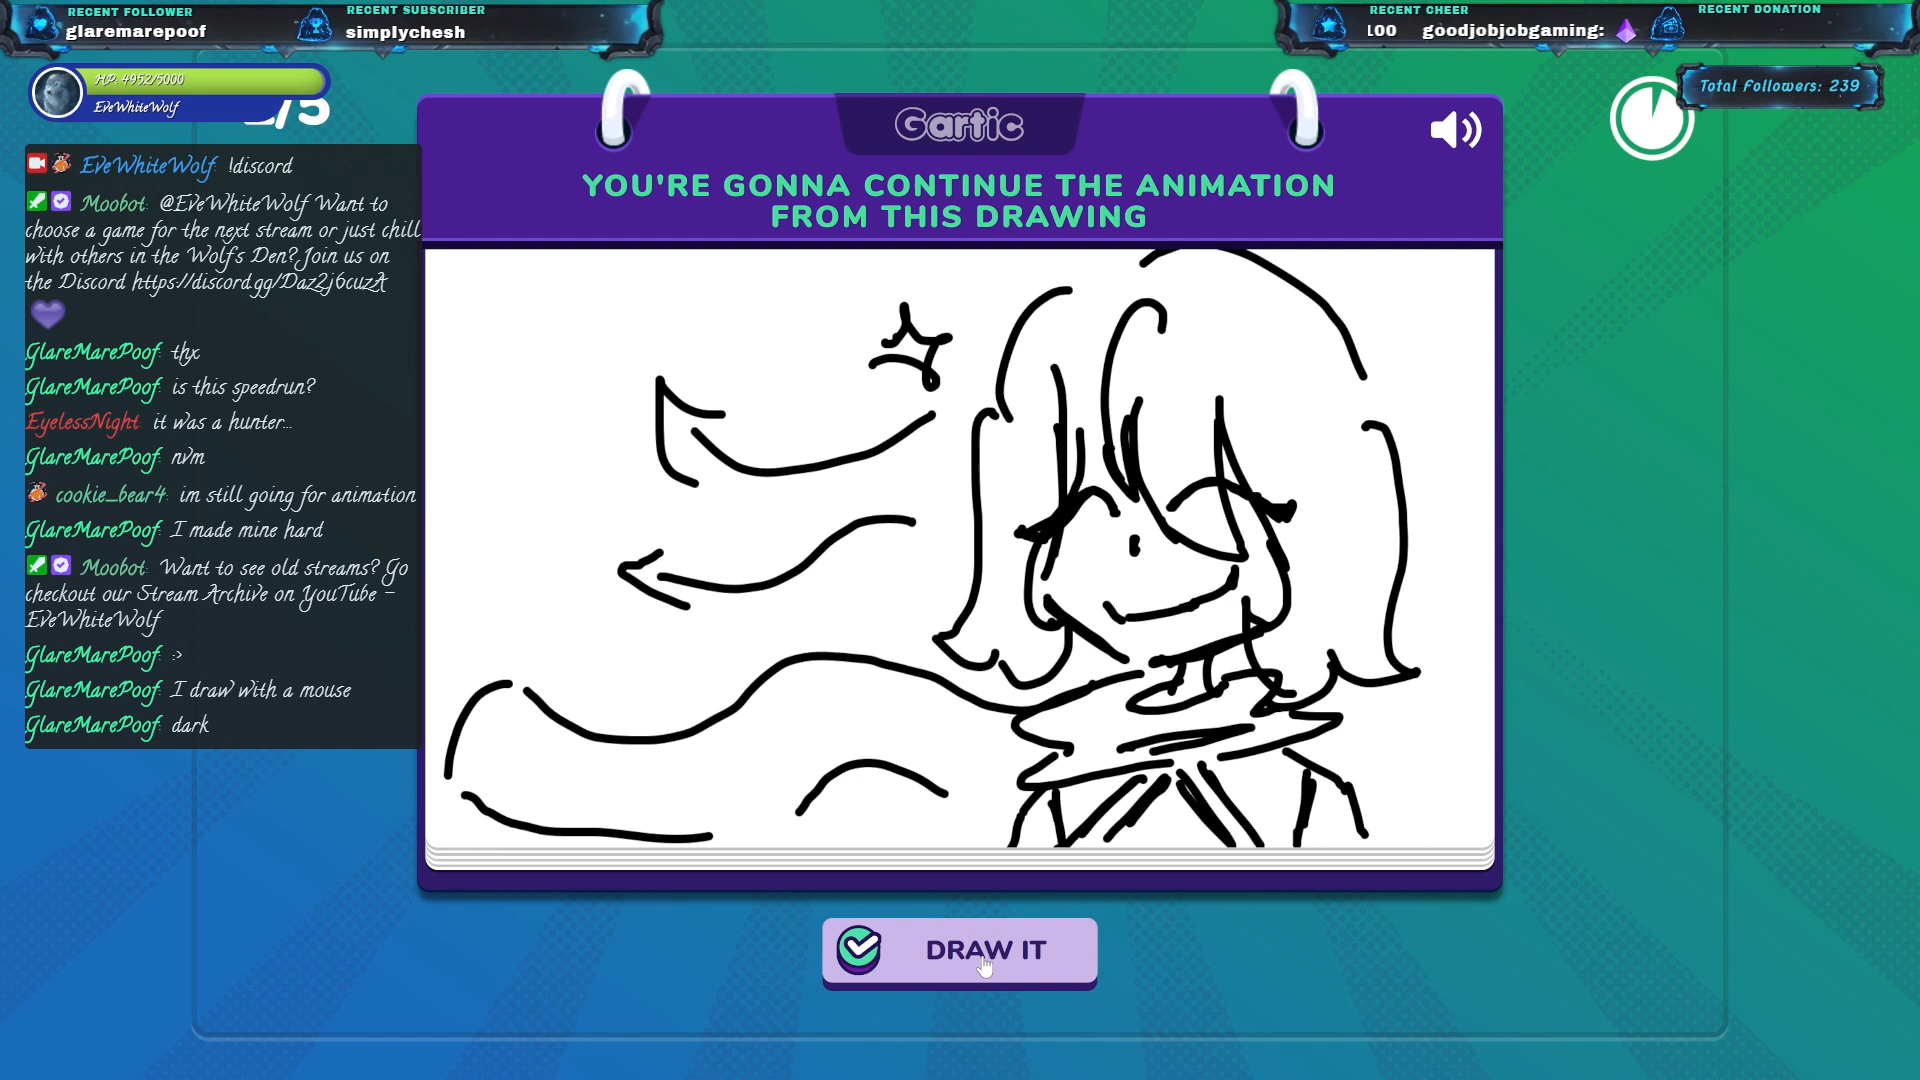 RECENT FOLLOWER
glaremarepoof
RECENT SUBSCRIBER
simplychesh
RECENT CHEER
100 goodjobjobgaming:
RECENT DONATION
Total Followers: 239
HP: 4952/5000
EveWhiteWolf
/5
EveWhiteWolf: !discord
Moobot: @EveWhiteWolf Want to
choose a game for the next stream or just chill
with others in the Wolf's Den? Join us on
the Discord https://discord.gg/Daz2j6cuzA
GlareMarePoof: thx
GlareMarePoof: is this speedrun?
EyelessNight: it was a hunter...
GlareMarePoof: nvm
cookie_bear4: im still going for animation
GlareMarePoof: I made mine hard
Moobot: Want to see old streams? Go
checkout our Stream Archive on YouTube -
EveWhiteWolf
GlareMarePoof: :>
GlareMarePoof: I draw with a mouse
GlareMarePoof: dark
Gartic
YOU'RE GONNA CONTINUE THE ANIMATION
FROM THIS DRAWING
DRAW IT